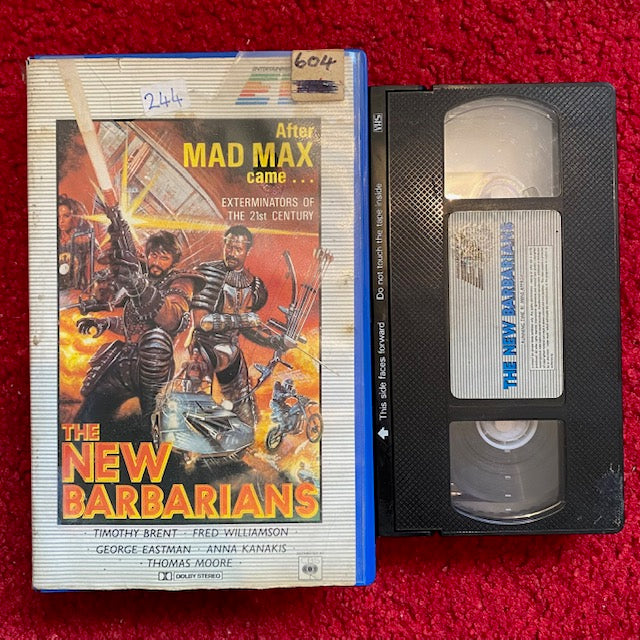 604
244
After
MAD MAX
came . . .
EXTERMINATORS OF
THE 21st CENTURY
THE
NEW
BARBARIANS
· TIMOTHY BRENT · FRED WILLIAMSON ·
· GEORGE EASTMAN · ANNA KANAKIS ·
· THOMAS MOORE ·
DOLBY STEREO
VHS
Do not touch the tape inside
This side faces forward
THE NEW BARBARIANS